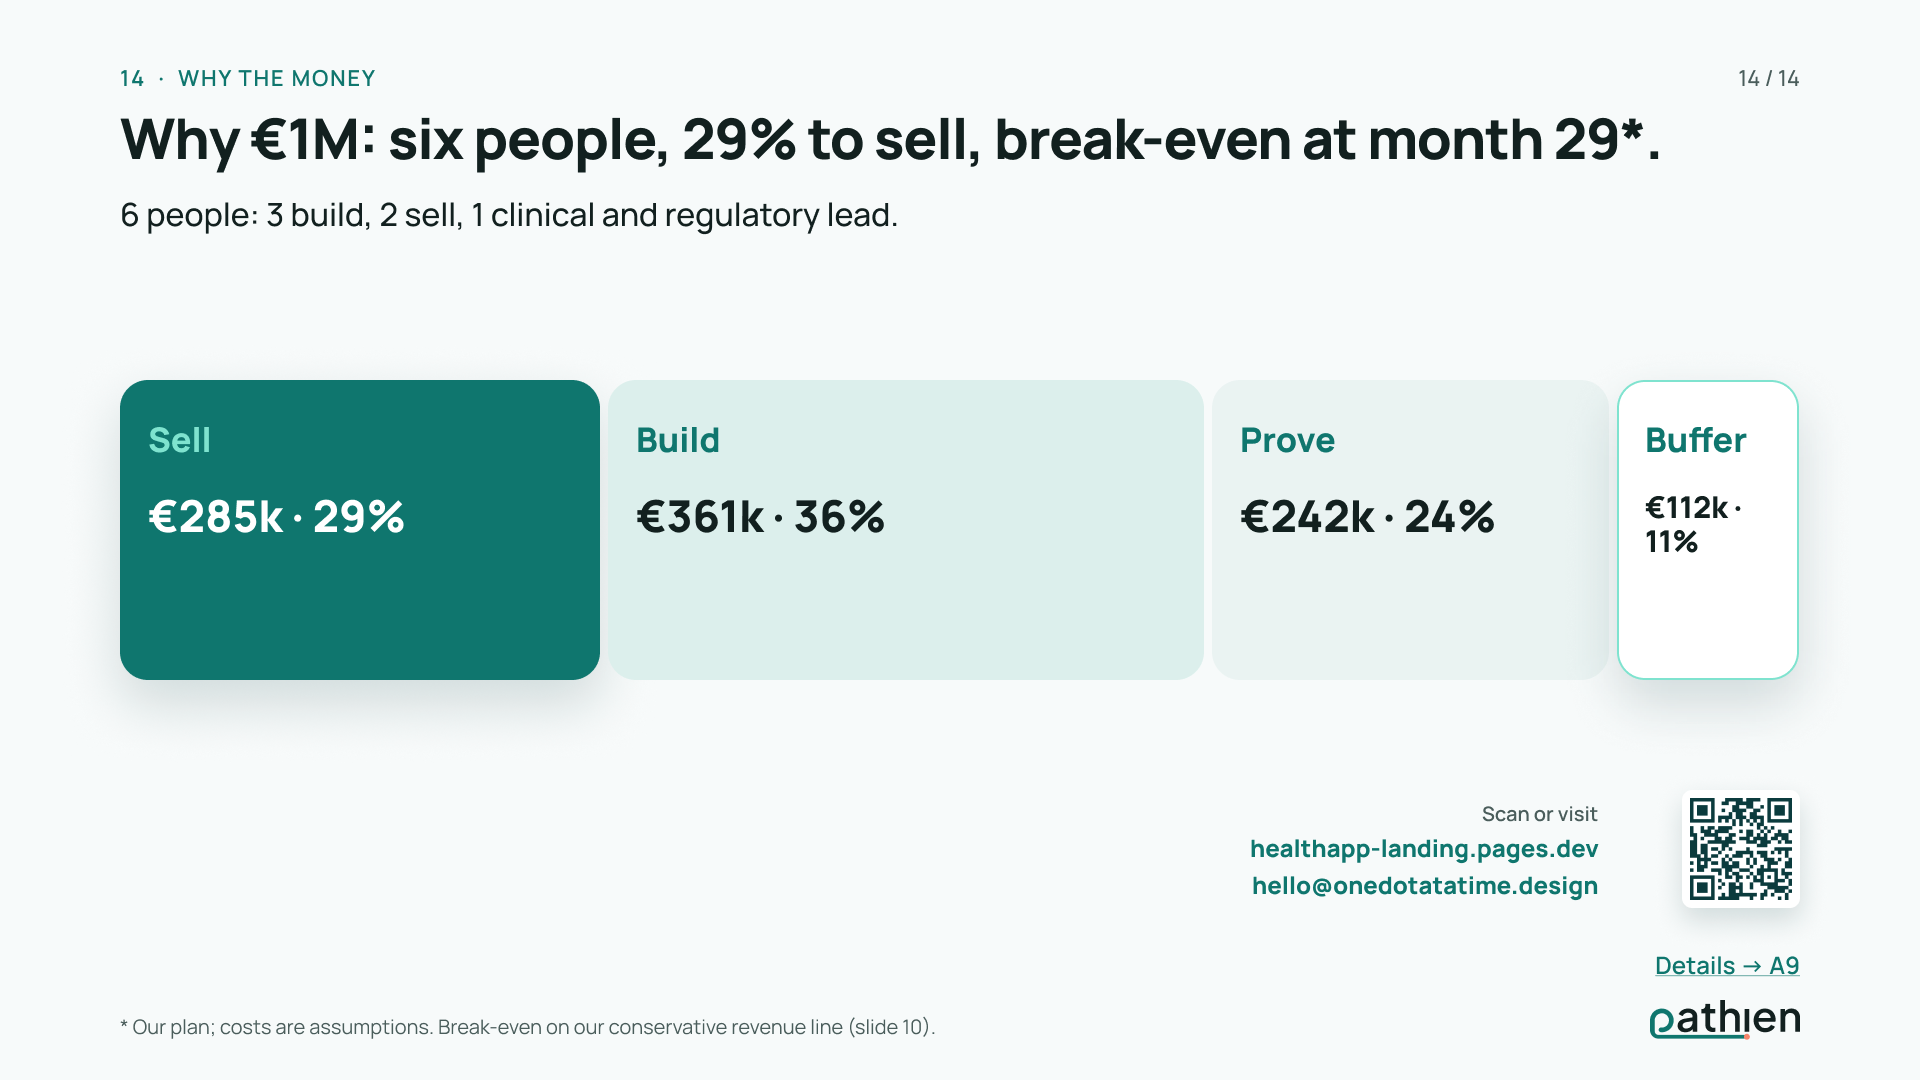 14 · WHY THE MONEY
14 / 14
Why €1M: six people, 29% to sell, break-even at month 29*.
6 people: 3 build, 2 sell, 1 clinical and regulatory lead.
Sell
€285k · 29%
Build
€361k · 36%
Prove
€242k · 24%
Buffer
€112k ·
11%
Scan or visit
healthapp-landing.pages.dev
hello@onedotatatime.design
Details → A9
* Our plan; costs are assumptions. Break-even on our conservative revenue line (slide 10).
pathien